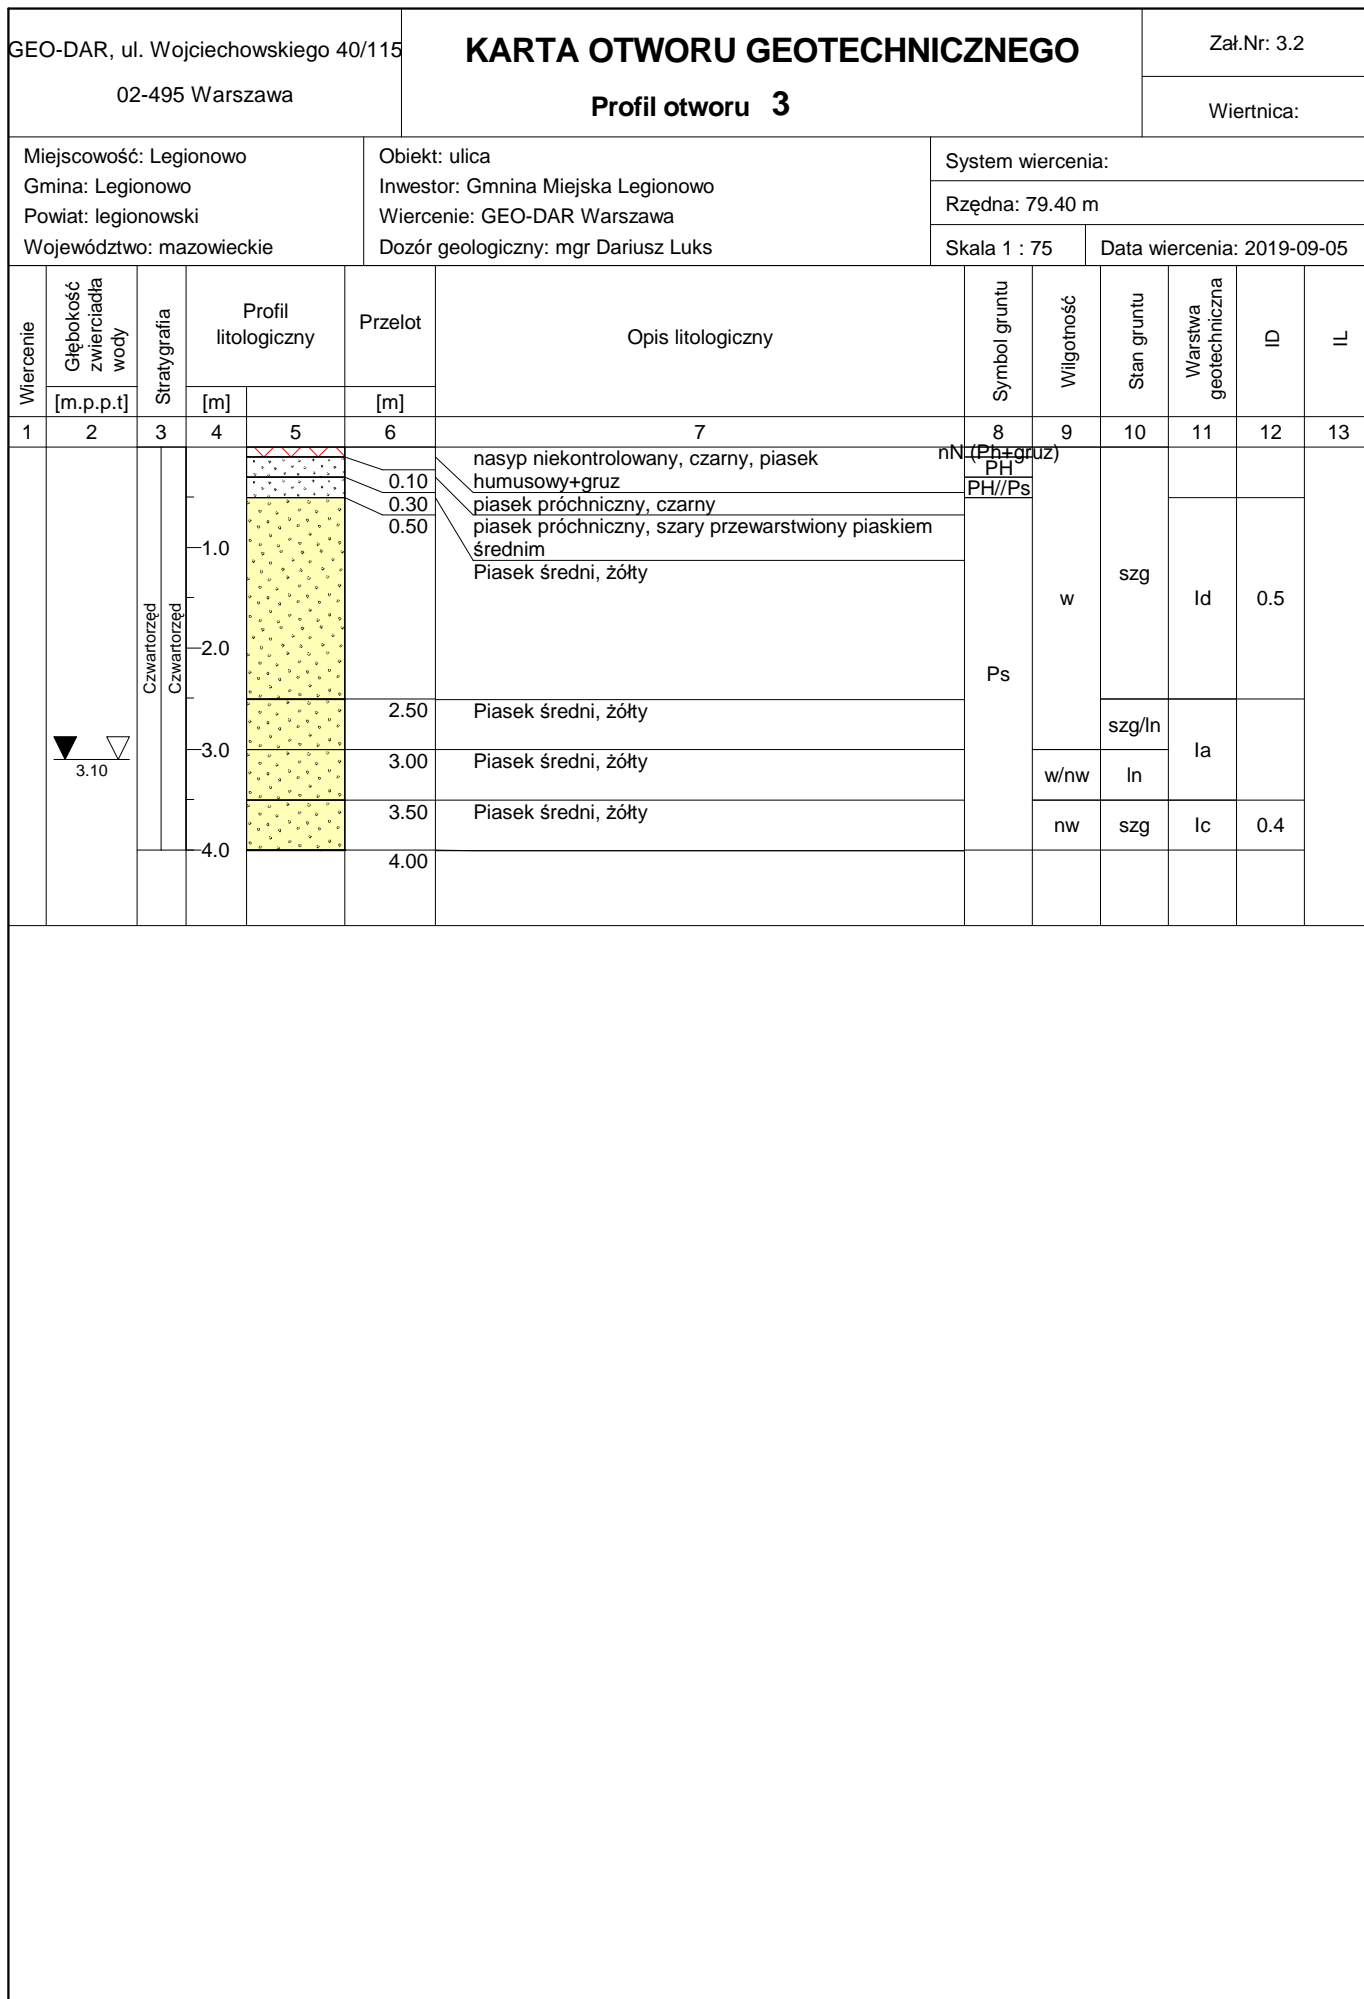 GEO-DAR, ul. Wojciechowskiego 40/115
02-495 Warszawa
KARTA OTWORU GEOTECHNICZNEGO
Profil otworu 3
Zał.Nr: 3.2
Wiertnica:
Miejscowość: Legionowo
Gmina: Legionowo
Powiat: legionowski
Województwo: mazowieckie
Obiekt: ulica
Inwestor: Gmnina Miejska Legionowo
Wiercenie: GEO-DAR Warszawa
Dozór geologiczny: mgr Dariusz Luks
System wiercenia:
Rzędna: 79.40 m
Skala 1 : 75
Data wiercenia: 2019-09-05
Wiercenie
Głębokość
zwierciadła
wody
[m.p.p.t]
Stratygrafia
Profil
litologiczny
[m]
Przelot
[m]
Opis litologiczny
Symbol gruntu
Wilgotność
Stan gruntu
Warstwa
geotechniczna
ID
IL
1 2 3 4 5 6 7 8 9 10 11 12 13
3.10
Czwartorzęd
Czwartorzęd
1.0
2.0
3.0
4.0
0.10
0.30
0.50
2.50
3.00
3.50
4.00
nasyp niekontrolowany, czarny, piasek
humusowy+gruz
piasek próchniczny, czarny
piasek próchniczny, szary przewarstwiony piaskiem
średnim
Piasek średni, żółty
Piasek średni, żółty
Piasek średni, żółty
Piasek średni, żółty
nN (Ph+gruz)
PH
PH//Ps
Ps
w
w/nw
nw
szg
szg/ln
ln
szg
Id
Ia
Ic
0.5
0.4